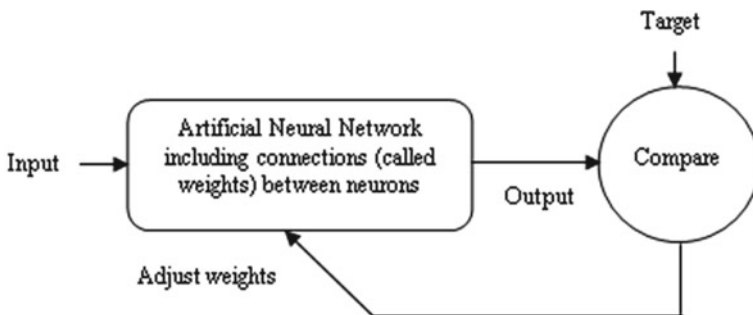 Target
Artificial Neural Network
including connections (called
weights) between neurons
Input
Compare
Output
Adjust weights